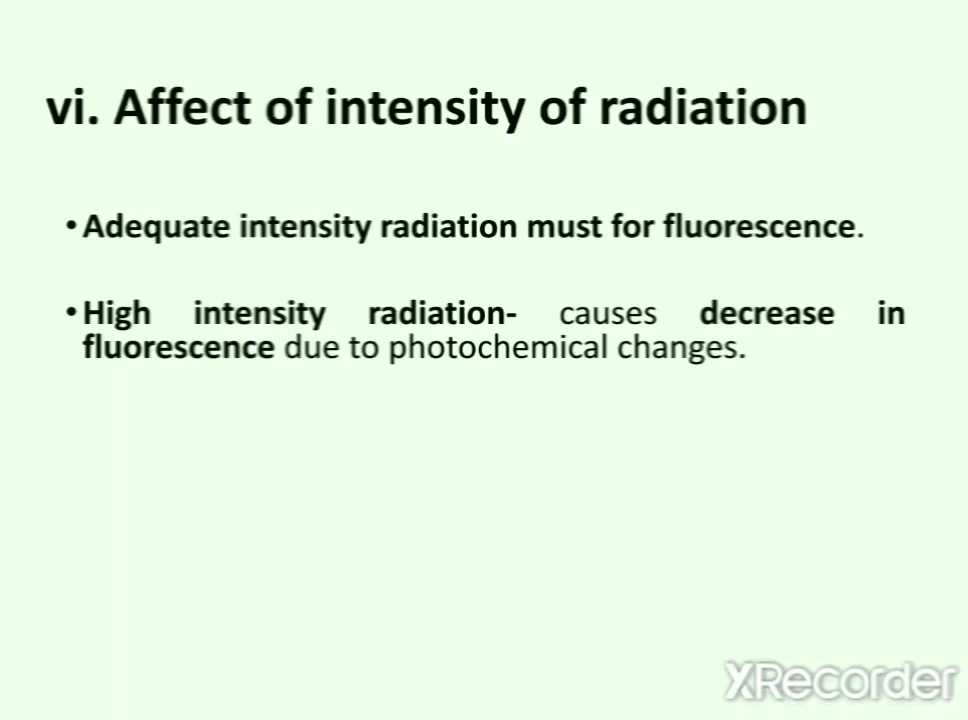 vi. Affect of intensity of radiation
• Adequate intensity radiation must for fluorescence.
• High intensity radiation- causes decrease in
fluorescence due to photochemical changes.
XRecorder